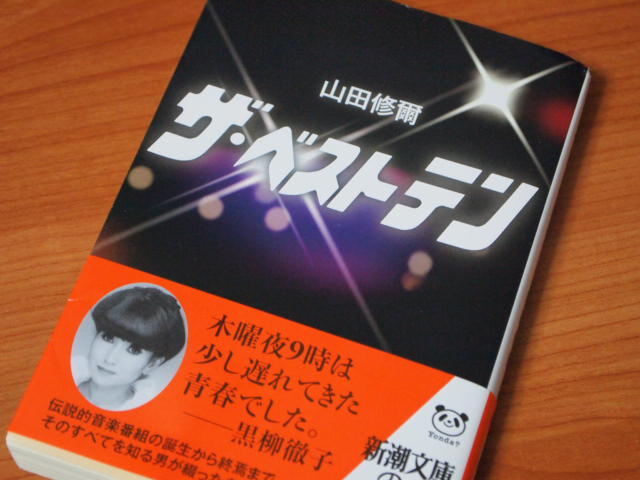 山田修爾
ザ・ベストテン
木曜夜9時は
少し遅れてきた
青春でした。
——黒柳徹子
伝説的音楽番組の誕生から終焉まで
そのすべてを知る男が綴った
Yonda?
新潮文庫
の